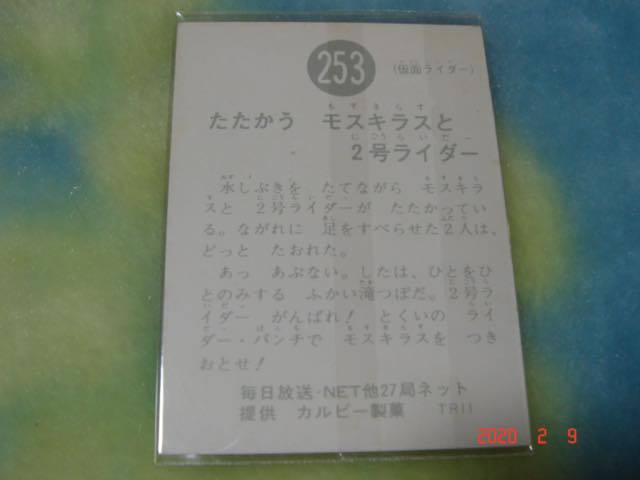 253
(仮面ライダー)
たたかう モスキラスと
2号ライダー
水しぶきを たてながら モスキラ
スと 2号ライダーが たたかってい
る。ながれに 足をすべらせた2人は、
どっと たおれた。
あっ あぶない。したは、ひとをひ
とのみする ふかい滝つぼだ。2号ラ
イダー がんばれ! とくいの ライ
ダー・パンチで モスキラスを つき
おとせ!
毎日放送・NET他27局ネット
提供 カルビー製菓 TR11
2020 2 9